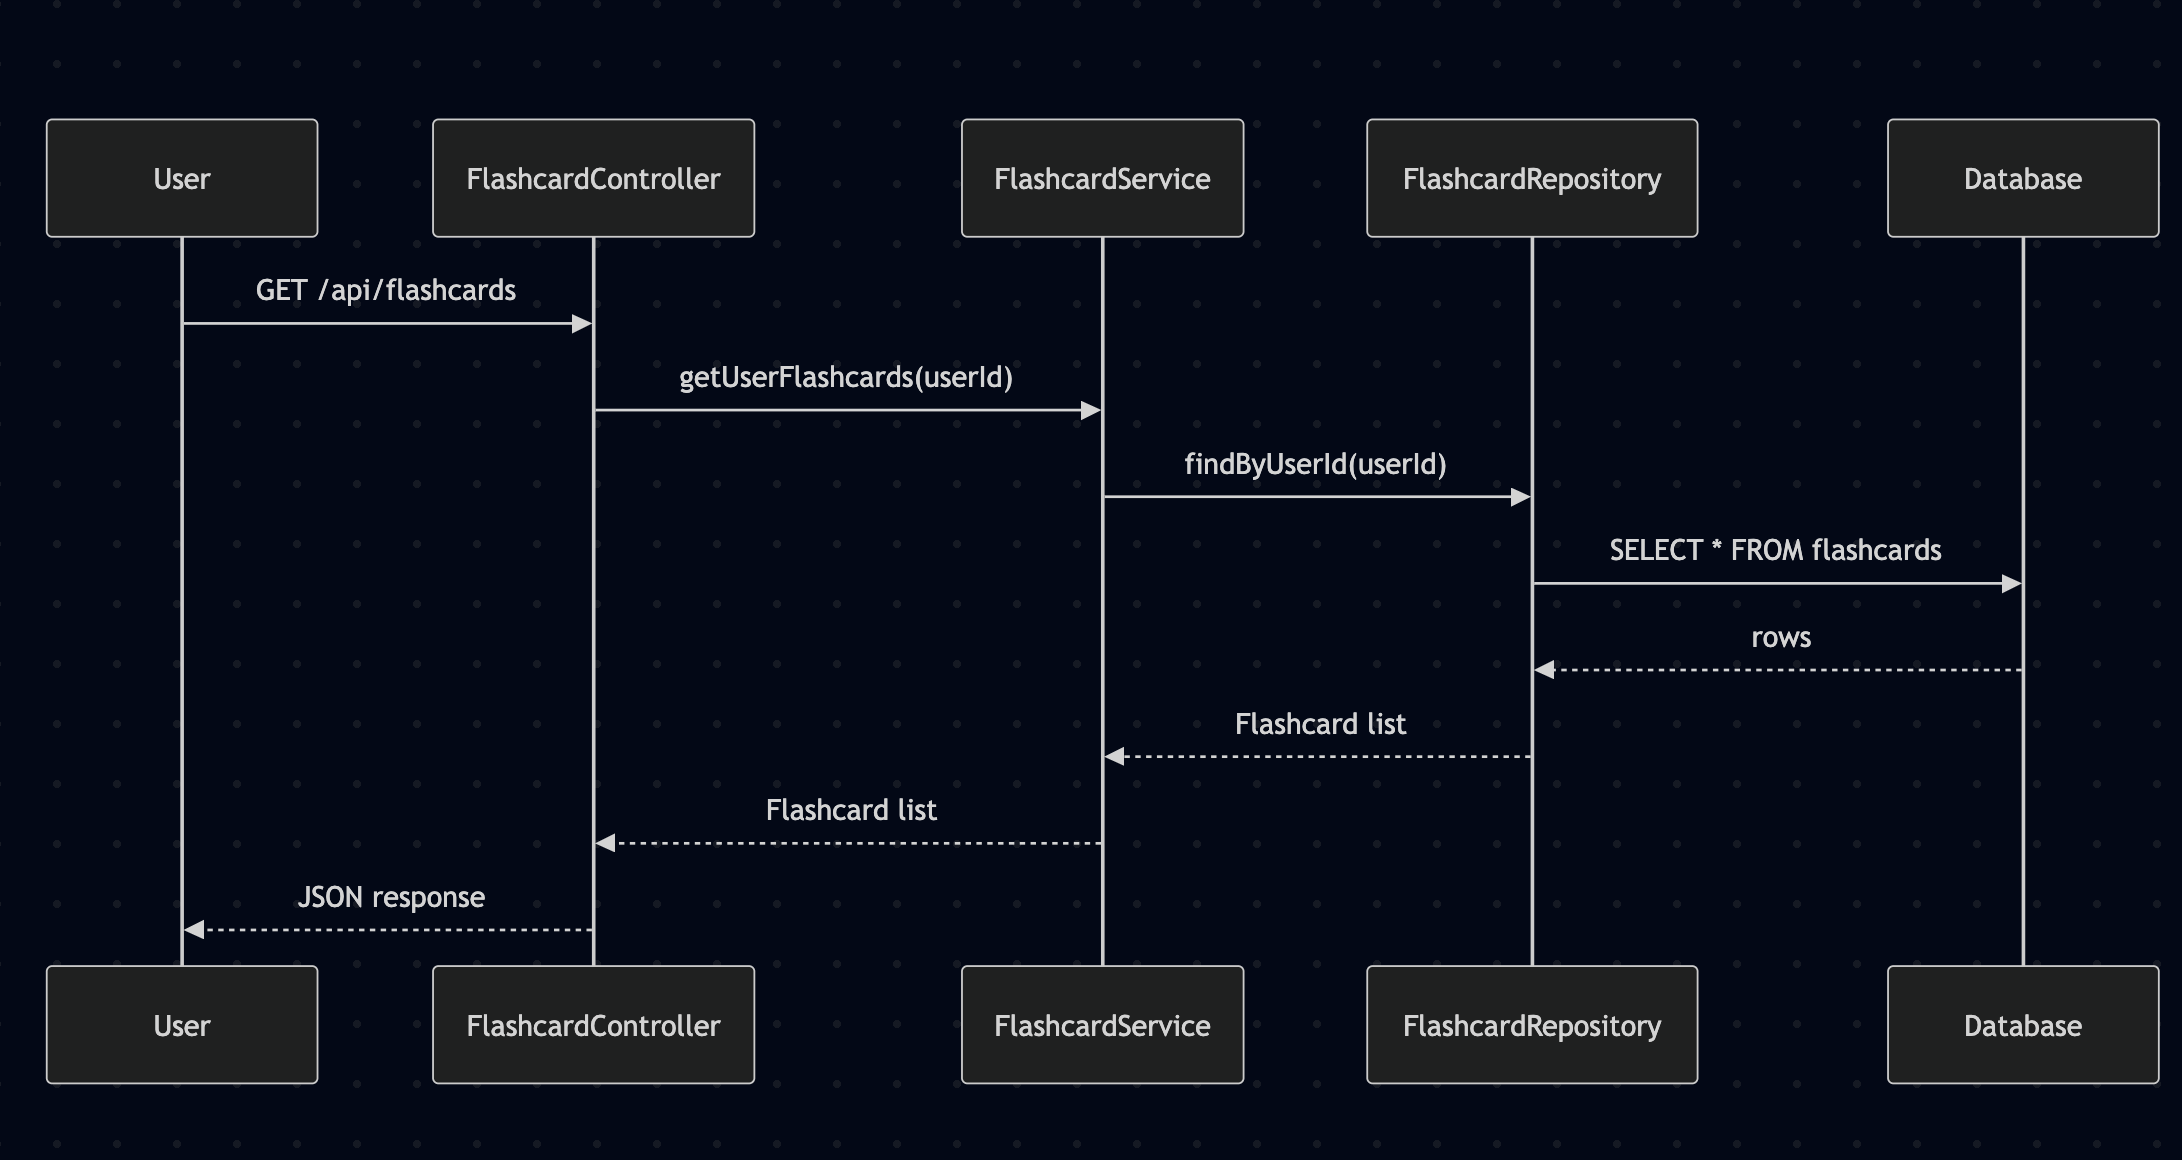 User
FlashcardController
FlashcardService
FlashcardRepository
Database
GET /api/flashcards
getUserFlashcards(userId)
findByUserId(userId)
SELECT * FROM flashcards
rows
Flashcard list
Flashcard list
JSON response
User
FlashcardController
FlashcardService
FlashcardRepository
Database